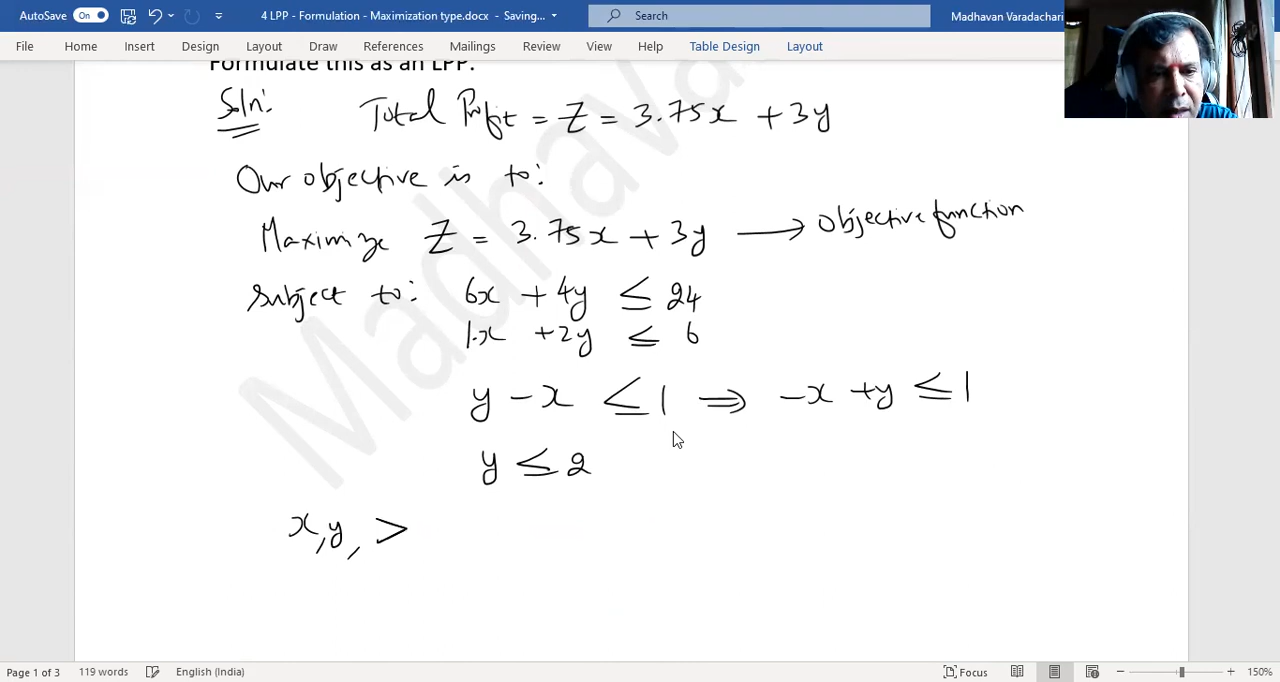 AutoSave On 4 LPP - Formulation - Maximization type.docx - Saving... Search Madhavan Varadachari
File Home Insert Design Layout Draw References Mailings Review View Help Table Design Layout
Formulate this as an LPP.
Soln: Total Profit = Z = 3.75x + 3y
Our objective is to:
Maximize Z = 3.75x + 3y → Objective function
Subject to: 6x + 4y ≤ 24
1.x + 2y ≤ 6
y - x ≤ 1 ⇒ -x + y ≤ 1
y ≤ 2
x, y, >
Madhava
Page 1 of 3 119 words English (India) Focus 150%